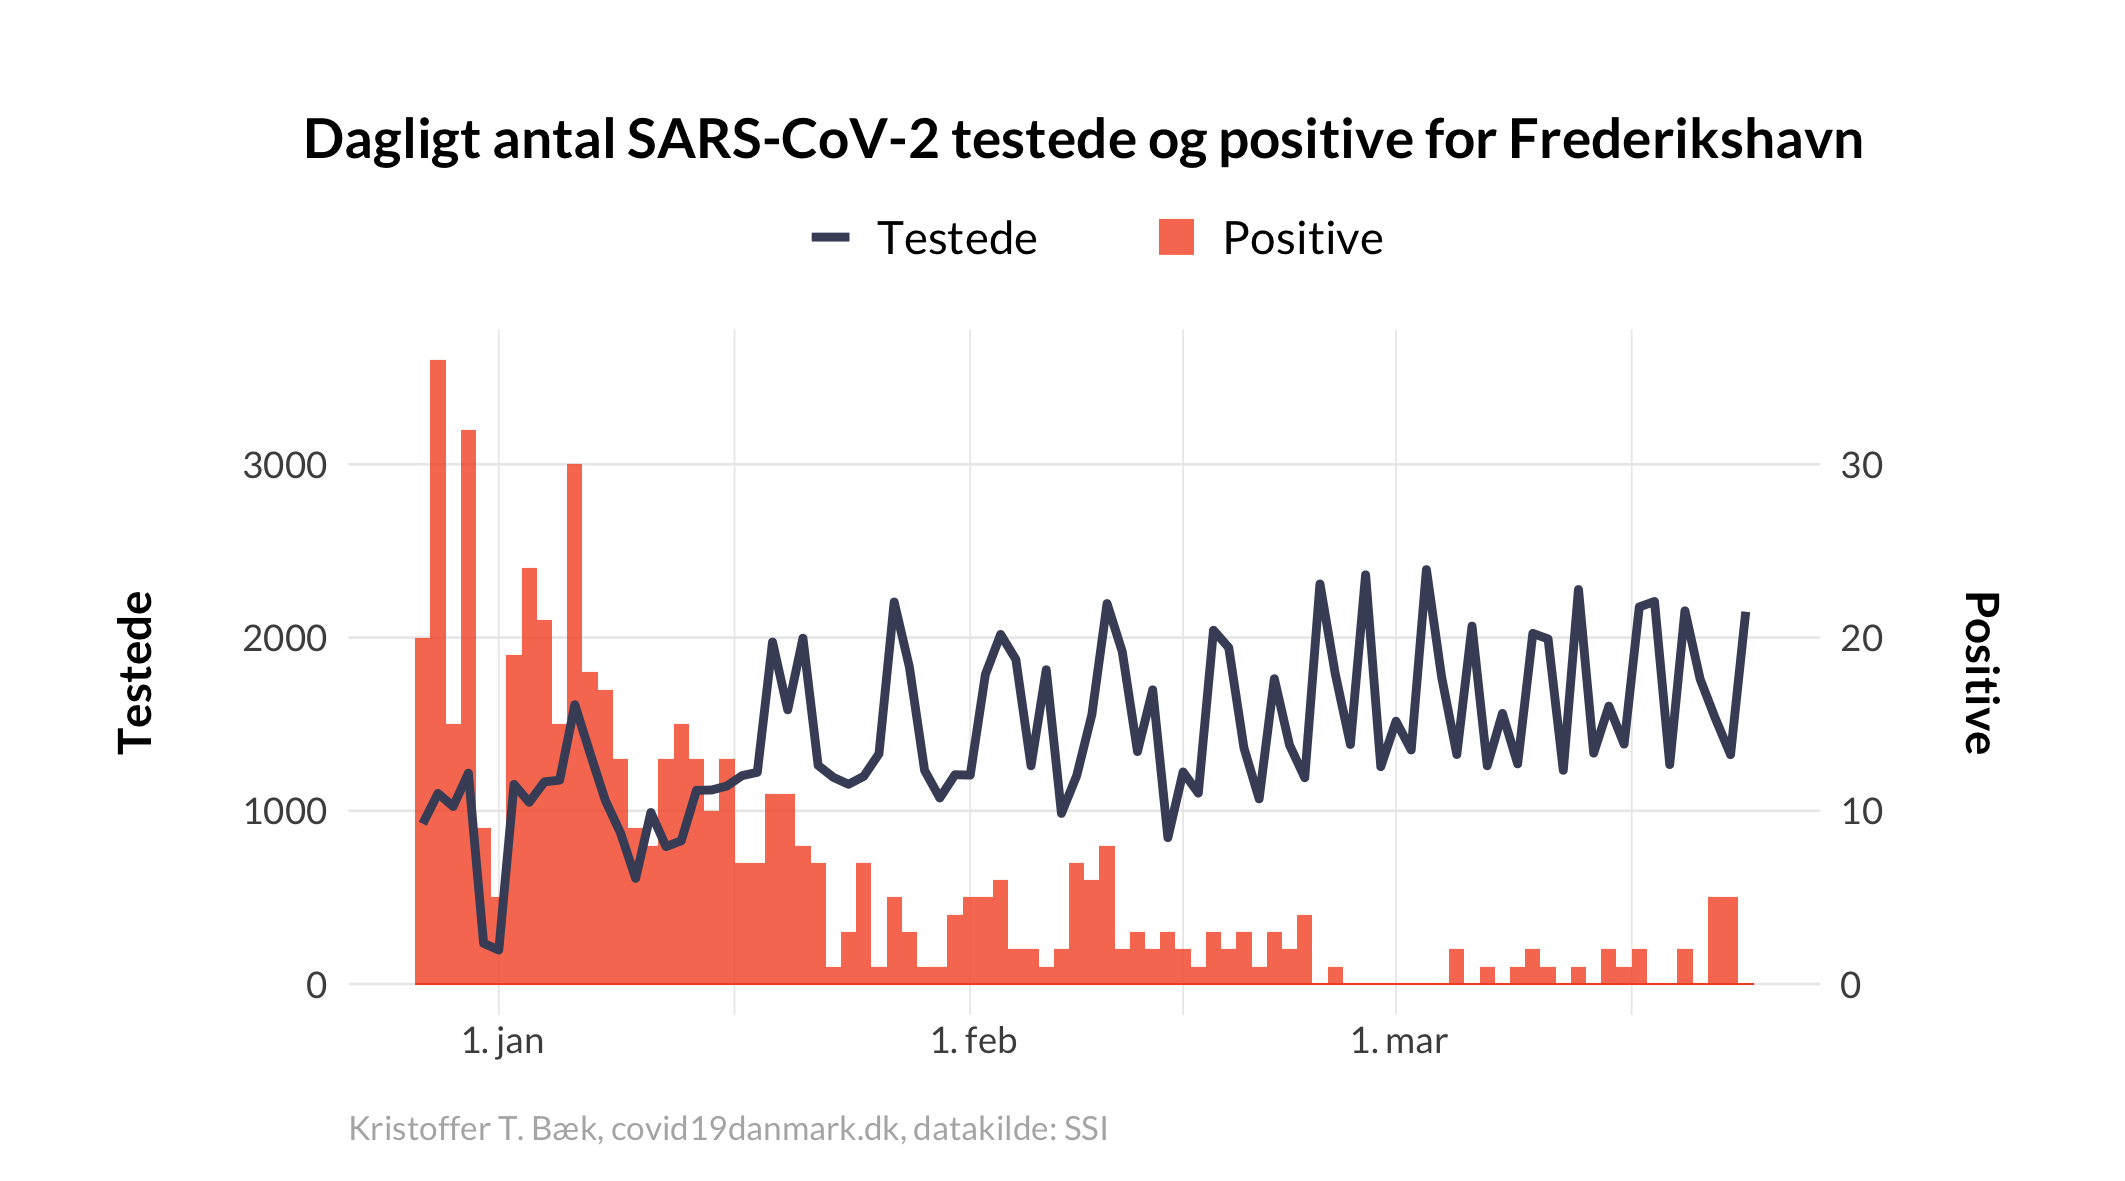 Dagligt antal SARS-CoV-2 testede og positive for Frederikshavn
Testede
Positive
Testede
3000
2000
1000
0
30
20
10
0
Positive
1. jan
1. feb
1. mar
Kristoffer T. Bæk, covid19danmark.dk, datakilde: SSI